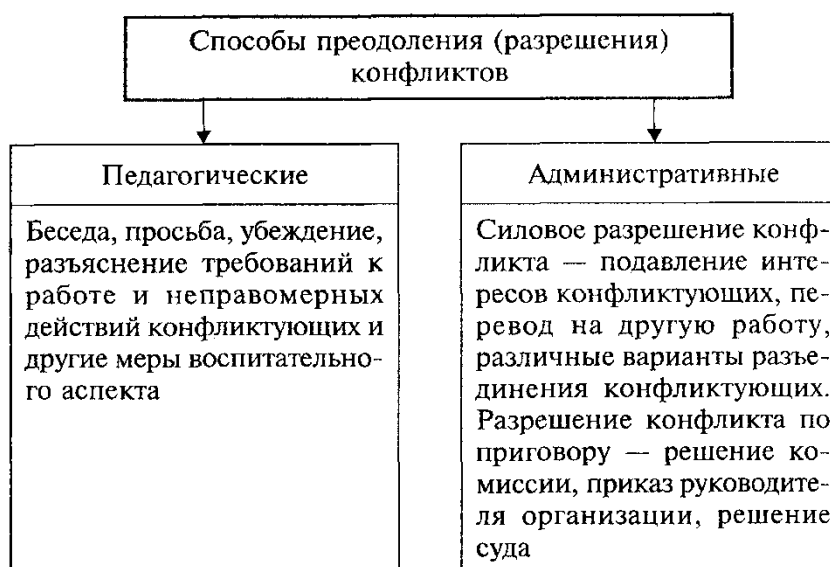 Способы преодоления (разрешения)
конфликтов
Педагогические
Беседа, просьба, убеждение,
разъяснение требований к
работе и неправомерных
действий конфликтующих и
другие меры воспитательно-
го аспекта
Административные
Силовое разрешение конф-
ликта — подавление инте-
ресов конфликтующих, пе-
ревод на другую работу,
различные варианты разъе-
динения конфликтующих.
Разрешение конфликта по
приговору — решение ко-
миссии, приказ руководите-
ля организации, решение
суда